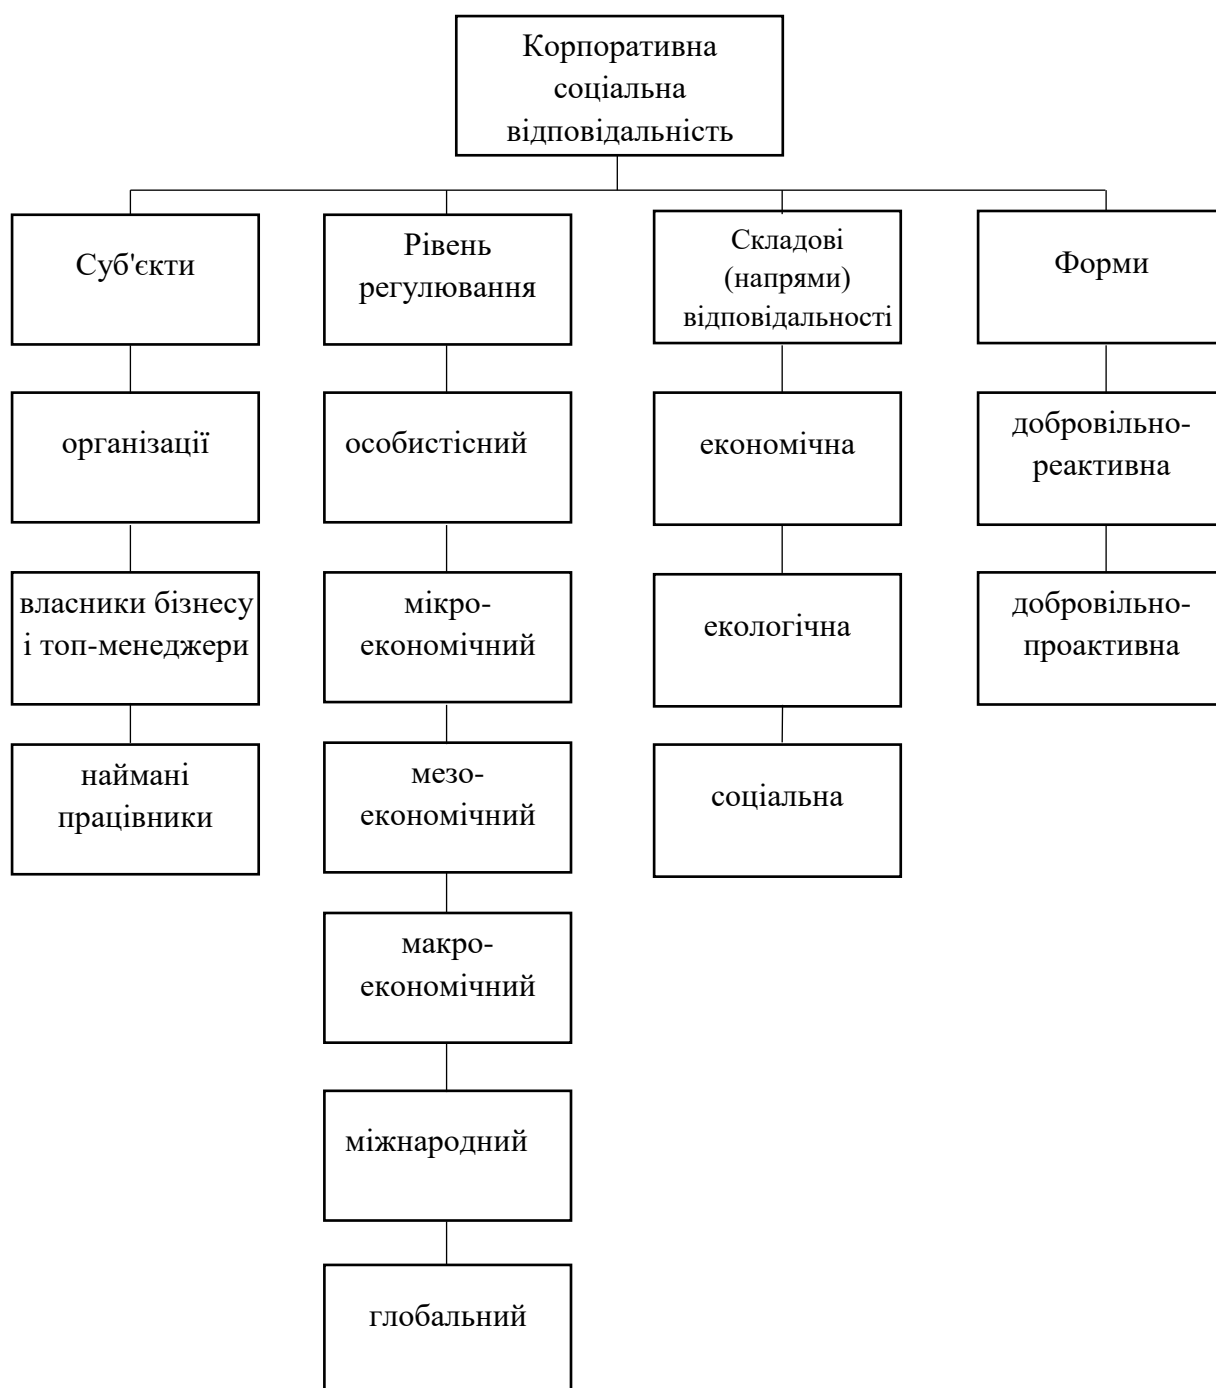 Корпоративна
соціальна
відповідальність
Суб'єкти
організації
власники бізнесу
і топ-менеджери
наймані
працівники
Рівень
регулювання
особистісний
мікро-
економічний
мезо-
економічний
макро-
економічний
міжнародний
глобальний
Складові
(напрями)
відповідальності
економічна
екологічна
соціальна
Форми
добровільно-
реактивна
добровільно-
проактивна